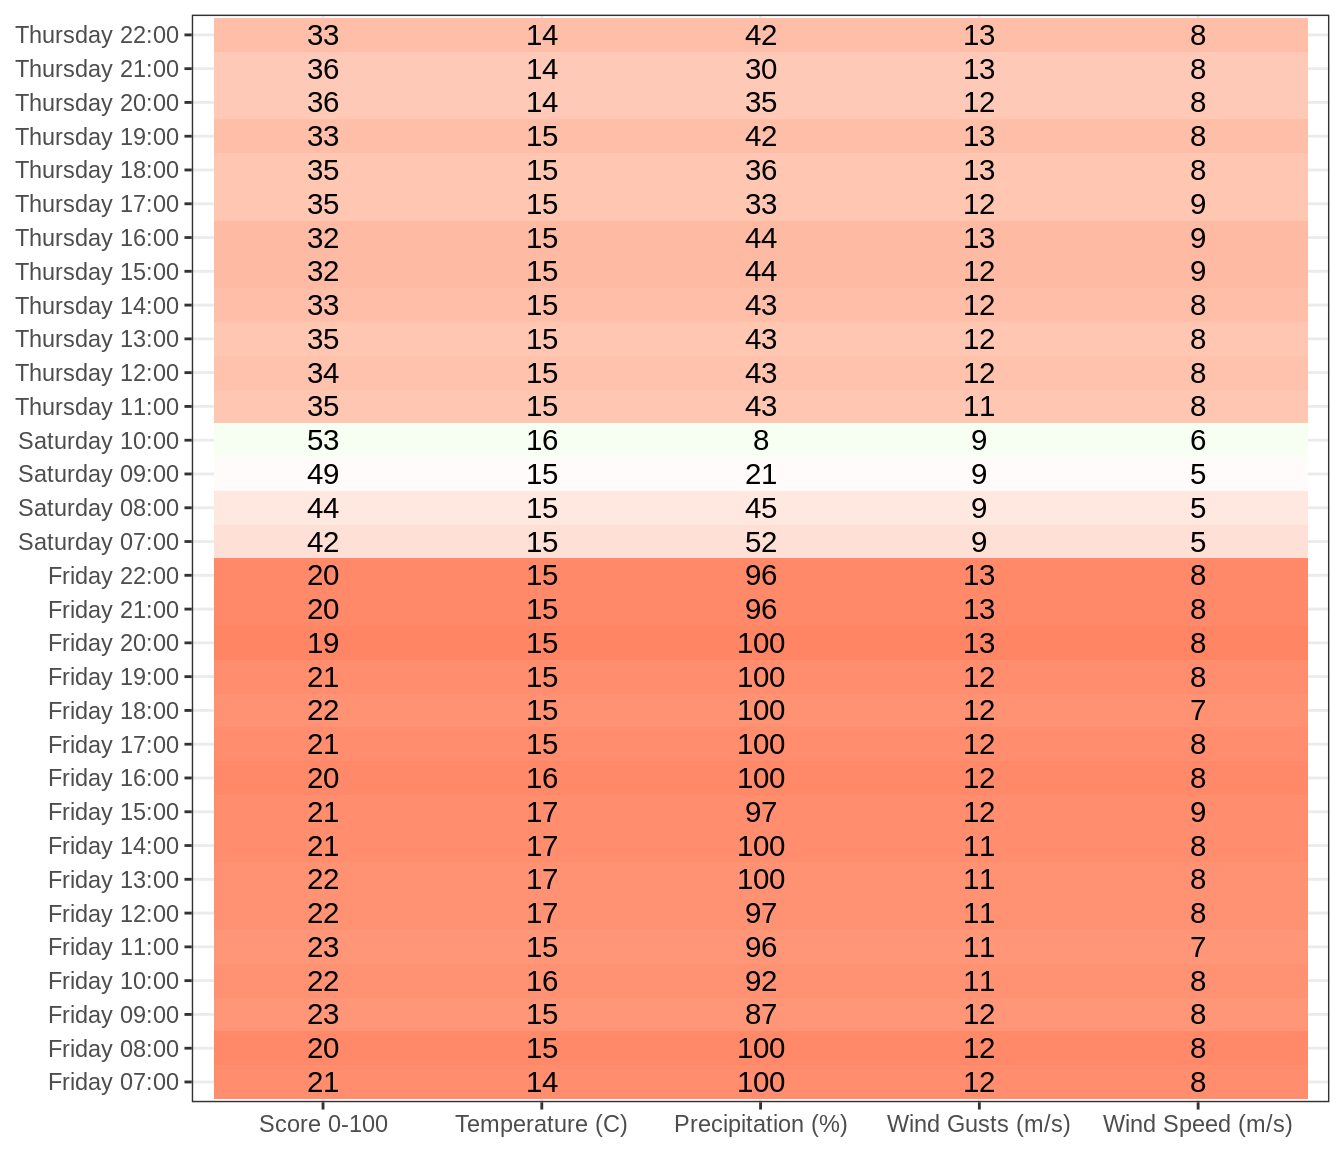 Thursday 22:00 33 14 42 13 8
Thursday 21:00 36 14 30 13 8
Thursday 20:00 36 14 35 12 8
Thursday 19:00 33 15 42 13 8
Thursday 18:00 35 15 36 13 8
Thursday 17:00 35 15 33 12 9
Thursday 16:00 32 15 44 13 9
Thursday 15:00 32 15 44 12 9
Thursday 14:00 33 15 43 12 8
Thursday 13:00 35 15 43 12 8
Thursday 12:00 34 15 43 12 8
Thursday 11:00 35 15 43 11 8
Saturday 10:00 53 16 8 9 6
Saturday 09:00 49 15 21 9 5
Saturday 08:00 44 15 45 9 5
Saturday 07:00 42 15 52 9 5
Friday 22:00 20 15 96 13 8
Friday 21:00 20 15 96 13 8
Friday 20:00 19 15 100 13 8
Friday 19:00 21 15 100 12 8
Friday 18:00 22 15 100 12 7
Friday 17:00 21 15 100 12 8
Friday 16:00 20 16 100 12 8
Friday 15:00 21 17 97 12 9
Friday 14:00 21 17 100 11 8
Friday 13:00 22 17 100 11 8
Friday 12:00 22 17 97 11 8
Friday 11:00 23 15 96 11 7
Friday 10:00 22 16 92 11 8
Friday 09:00 23 15 87 12 8
Friday 08:00 20 15 100 12 8
Friday 07:00 21 14 100 12 8
Score 0-100 Temperature (C) Precipitation (%) Wind Gusts (m/s) Wind Speed (m/s)